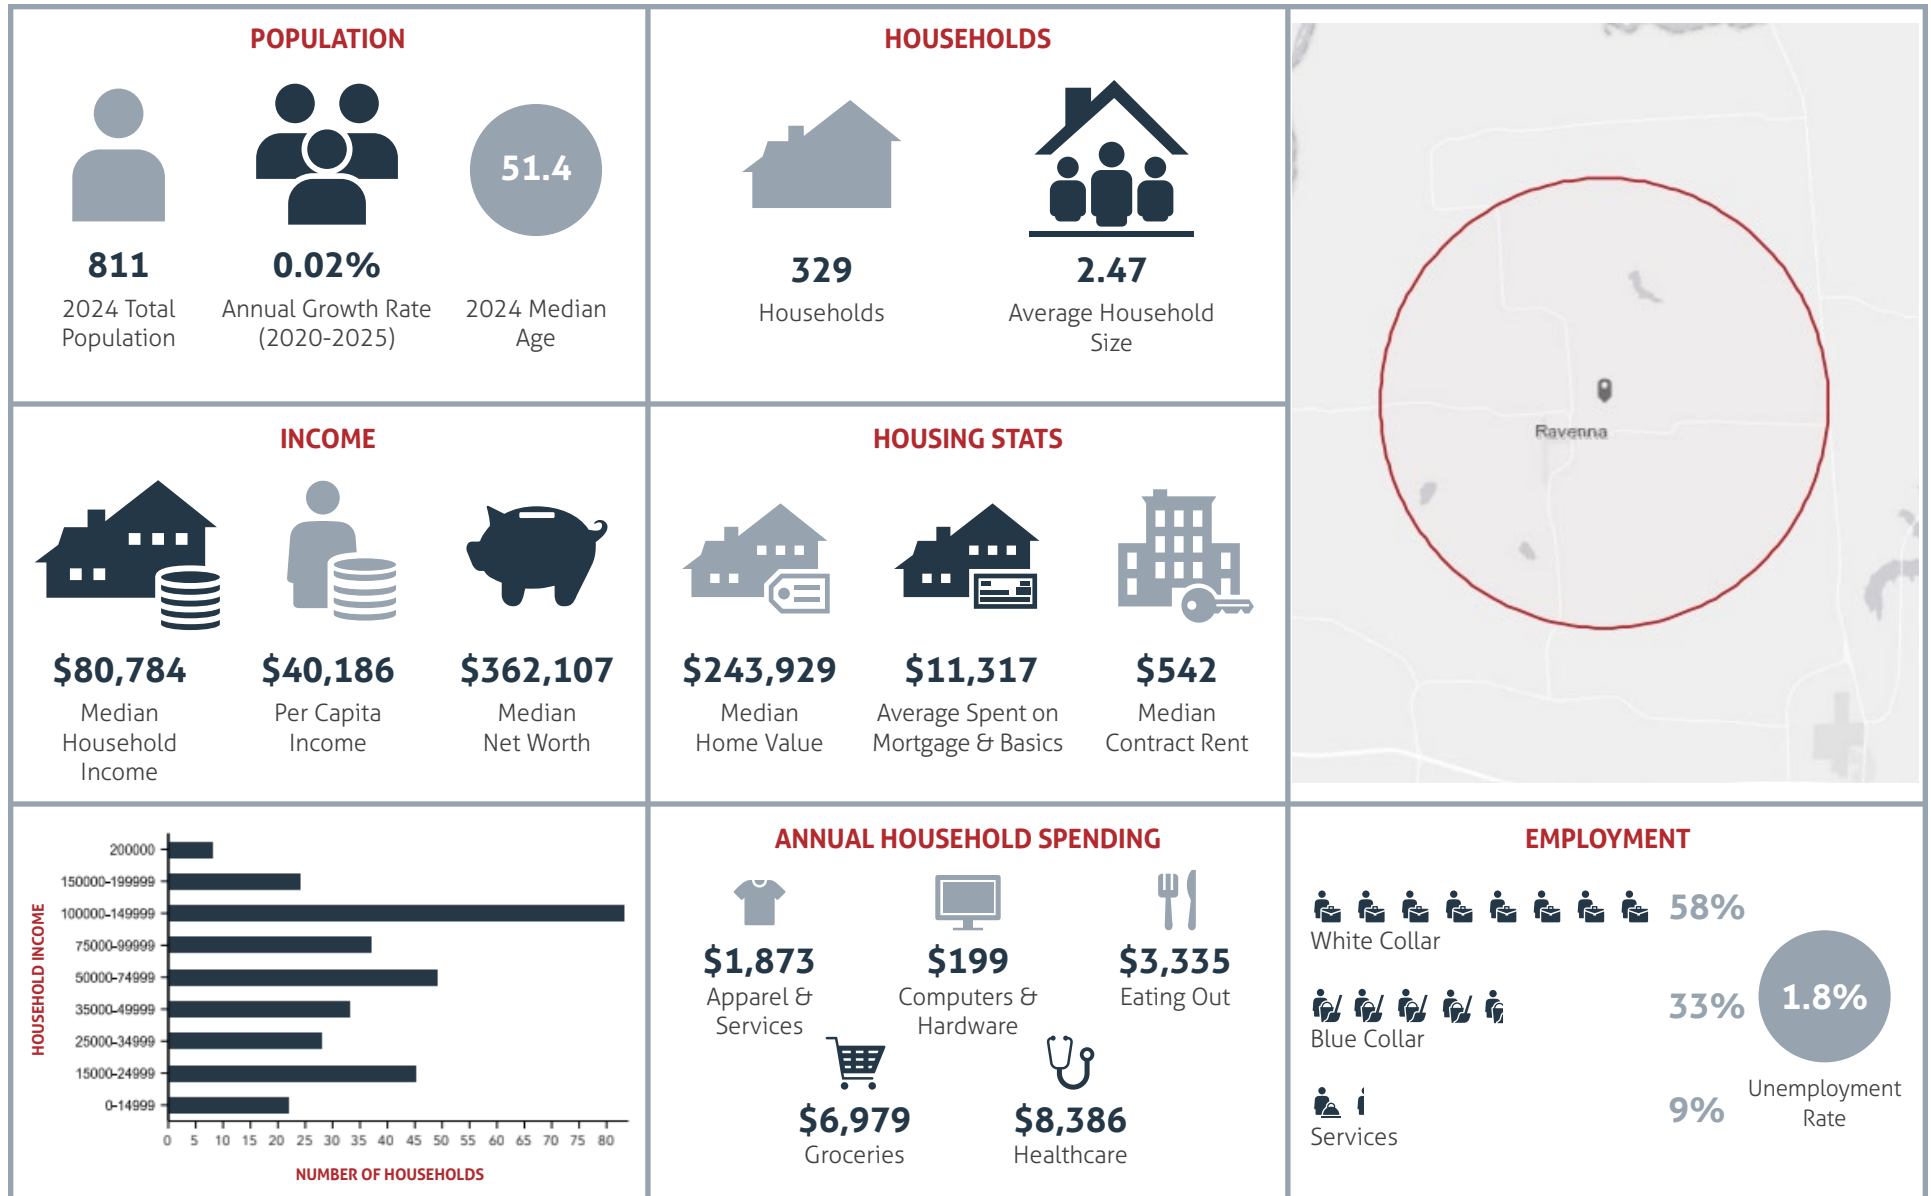 POPULATION
51.4
811
2024 Total
Population
0.02%
Annual Growth Rate
(2020-2025)
2024 Median
Age
HOUSEHOLDS
329
Households
2.47
Average Household
Size
Ravenna
INCOME
$80,784
Median
Household
Income
$40,186
Per Capita
Income
$362,107
Median
Net Worth
HOUSING STATS
$243,929
Median
Home Value
$11,317
Average Spent on
Mortgage & Basics
$542
Median
Contract Rent
HOUSEHOLD INCOME
200000
150000-199999
100000-149999
75000-99999
50000-74999
35000-49999
25000-34999
15000-24999
0-14999
0 5 10 15 20 25 30 35 40 45 50 55 60 65 70 75 80
NUMBER OF HOUSEHOLDS
ANNUAL HOUSEHOLD SPENDING
$1,873
Apparel &
Services
$199
Computers &
Hardware
$3,335
Eating Out
$6,979
Groceries
$8,386
Healthcare
EMPLOYMENT
58%
White Collar
33%
Blue Collar
9%
Services
1.8%
Unemployment
Rate